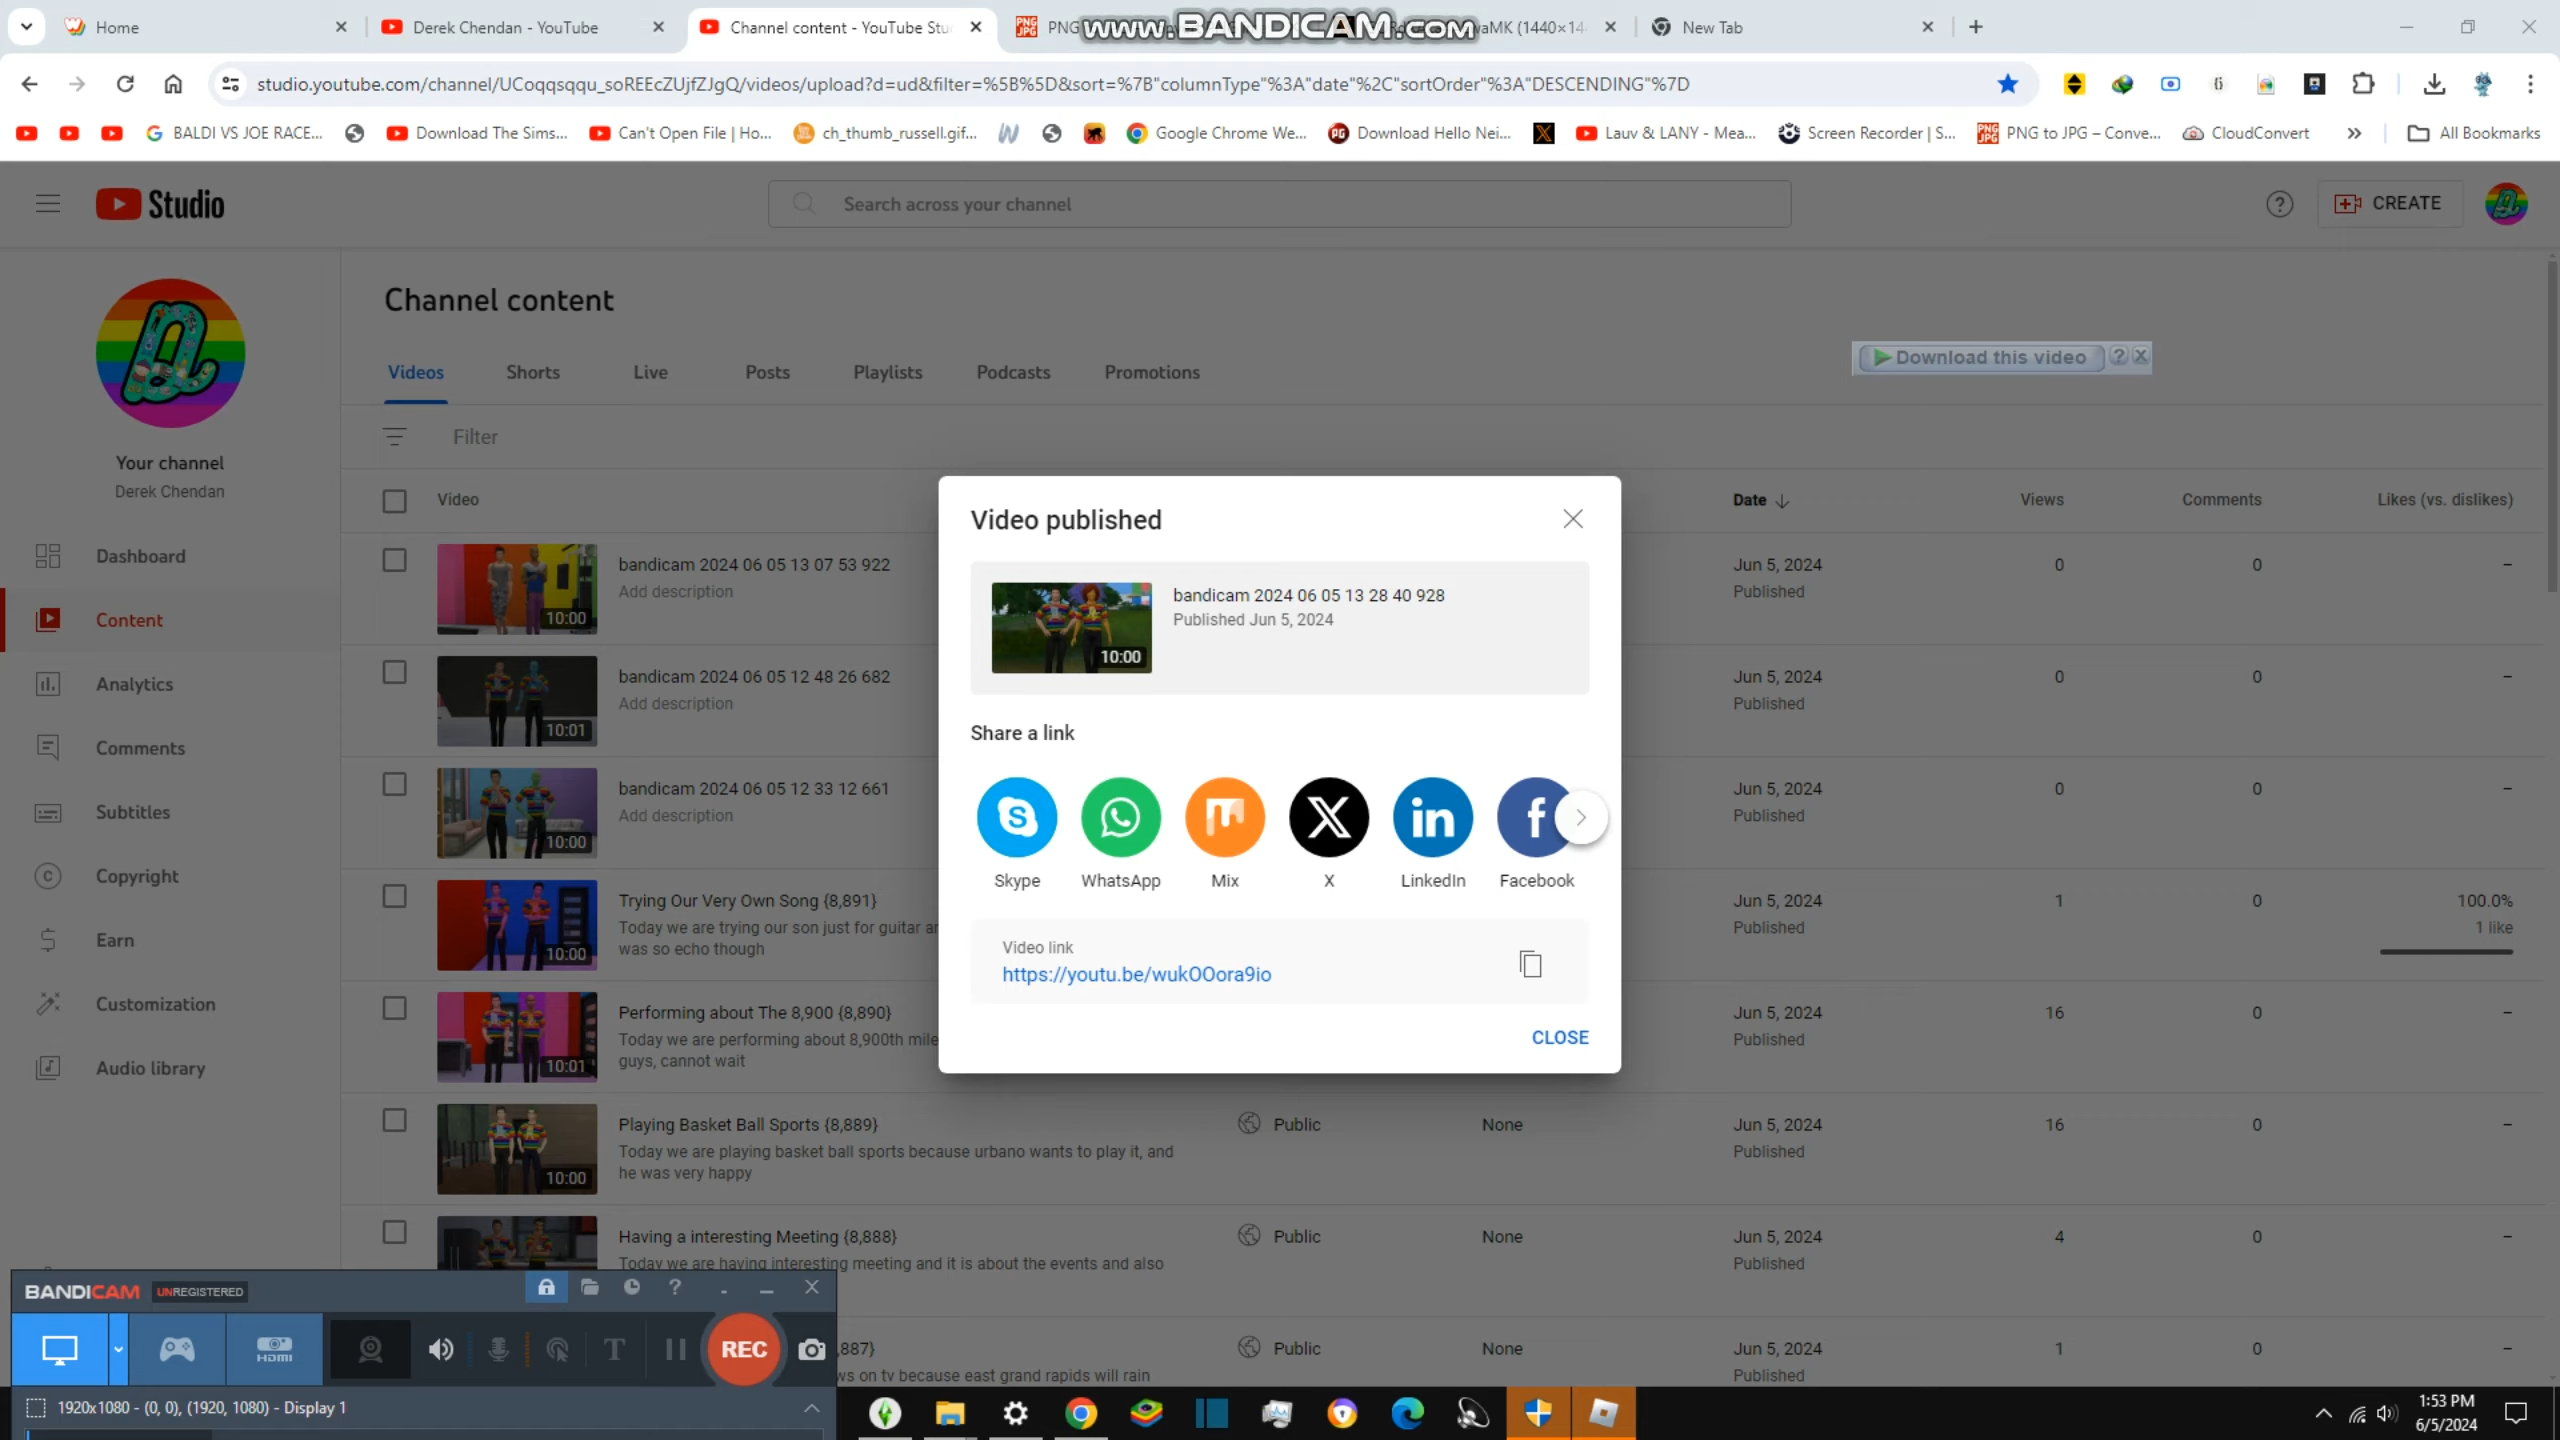 www.BANDICAM.com
Home
Derek Chendan - YouTube
Channel content - YouTube Stu
PNG
(1440×14
New Tab
studio.youtube.com/channel/UCoqqsqqu_soREEcZUjfZJgQ/videos/upload?d=ud&filter=%5B%5D&sort=%7B"columnType"%3A"date"%2C"sortOrder"%3A"DESCENDING"%7D
BALDI VS JOE RACE...
Download The Sims...
Can't Open File | Ho...
ch_thumb_russell.gif...
Google Chrome We...
Download Hello Nei...
Lauv & LANY - Mea...
Screen Recorder | S...
PNG to JPG – Conve...
CloudConvert
All Bookmarks
Studio
Search across your channel
CREATE
Channel content
Videos
Shorts
Live
Posts
Playlists
Podcasts
Promotions
Download this video
Filter
Your channel
Derek Chendan
Dashboard
Content
Analytics
Comments
Subtitles
Copyright
Earn
Customization
Audio library
Video
Date
Views
Comments
Likes (vs. dislikes)
10:00
bandicam 2024 06 05 13 07 53 922
Add description
Jun 5, 2024
Published
0
0
–
10:01
bandicam 2024 06 05 12 48 26 682
Add description
Jun 5, 2024
Published
0
0
–
10:00
bandicam 2024 06 05 12 33 12 661
Add description
Jun 5, 2024
Published
0
0
–
10:00
Trying Our Very Own Song {8,891}
Today we are trying our son just for guitar ar
was so echo though
Jun 5, 2024
Published
1
0
100.0%
1 like
10:01
Performing about The 8,900 {8,890}
Today we are performing about 8,900th mile
guys, cannot wait
Jun 5, 2024
Published
16
0
–
10:00
Playing Basket Ball Sports {8,889}
Today we are playing basket ball sports because urbano wants to play it, and
he was very happy
Public
None
Jun 5, 2024
Published
16
0
–
Having a interesting Meeting {8,888}
Today we are having interesting meeting and it is about the events and also
Public
None
Jun 5, 2024
Published
4
0
–
,887}
ws on tv because east grand rapids will rain
Public
None
Jun 5, 2024
Published
1
0
–
Video published
10:00
bandicam 2024 06 05 13 28 40 928
Published Jun 5, 2024
Share a link
Skype
WhatsApp
Mix
X
LinkedIn
Facebook
Video link
https://youtu.be/wukOOora9io
CLOSE
BANDICAM UNREGISTERED
HDMI
REC
1920x1080 - (0, 0), (1920, 1080) - Display 1
1:53 PM
6/5/2024